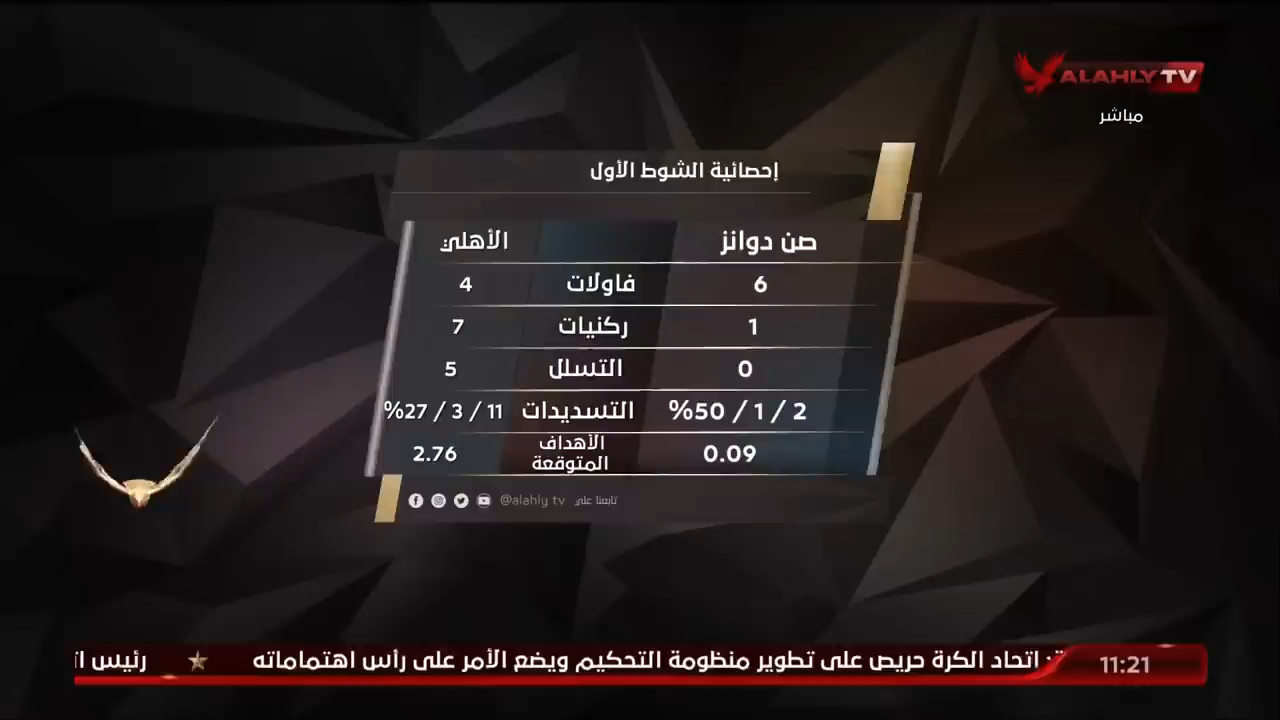 ALAHLY TV
مباشر
إحصائية الشوط الأول
صن دوانز الأهلي
6 فاولات 4
1 ركنيات 7
0 التسلل 5
2 / 1 / 50% التسديدات 11 / 3 / 27%
0.09 الأهداف المتوقعة 2.76
تابعنا على @alahly tv
11:21
اتحاد الكرة حريص على تطوير منظومة التحكيم ويضع الأمر على رأس اهتماماته ★ رئيس